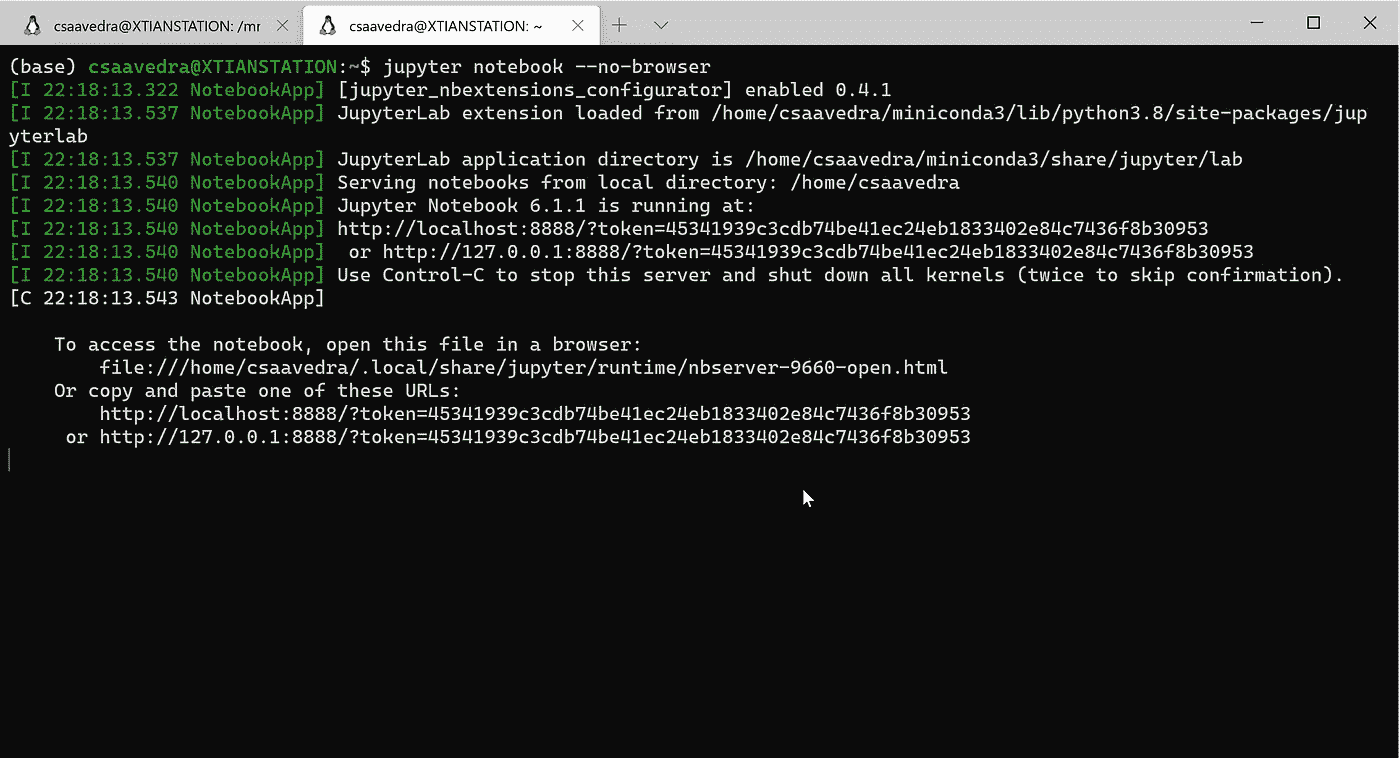 csaavedra@XTIANSTATION: /mr
csaavedra@XTIANSTATION: ~
(base) csaavedra@XTIANSTATION:~$ jupyter notebook --no-browser
[I 22:18:13.322 NotebookApp] [jupyter_nbextensions_configurator] enabled 0.4.1
[I 22:18:13.537 NotebookApp] JupyterLab extension loaded from /home/csaavedra/miniconda3/lib/python3.8/site-packages/jup
yterlab
[I 22:18:13.537 NotebookApp] JupyterLab application directory is /home/csaavedra/miniconda3/share/jupyter/lab
[I 22:18:13.540 NotebookApp] Serving notebooks from local directory: /home/csaavedra
[I 22:18:13.540 NotebookApp] Jupyter Notebook 6.1.1 is running at:
[I 22:18:13.540 NotebookApp] http://localhost:8888/?token=45341939c3cdb74be41ec24eb1833402e84c7436f8b30953
[I 22:18:13.540 NotebookApp]  or http://127.0.0.1:8888/?token=45341939c3cdb74be41ec24eb1833402e84c7436f8b30953
[I 22:18:13.540 NotebookApp] Use Control-C to stop this server and shut down all kernels (twice to skip confirmation).
[C 22:18:13.543 NotebookApp]
To access the notebook, open this file in a browser:
file:///home/csaavedra/.local/share/jupyter/runtime/nbserver-9660-open.html
Or copy and paste one of these URLs:
http://localhost:8888/?token=45341939c3cdb74be41ec24eb1833402e84c7436f8b30953
or http://127.0.0.1:8888/?token=45341939c3cdb74be41ec24eb1833402e84c7436f8b30953